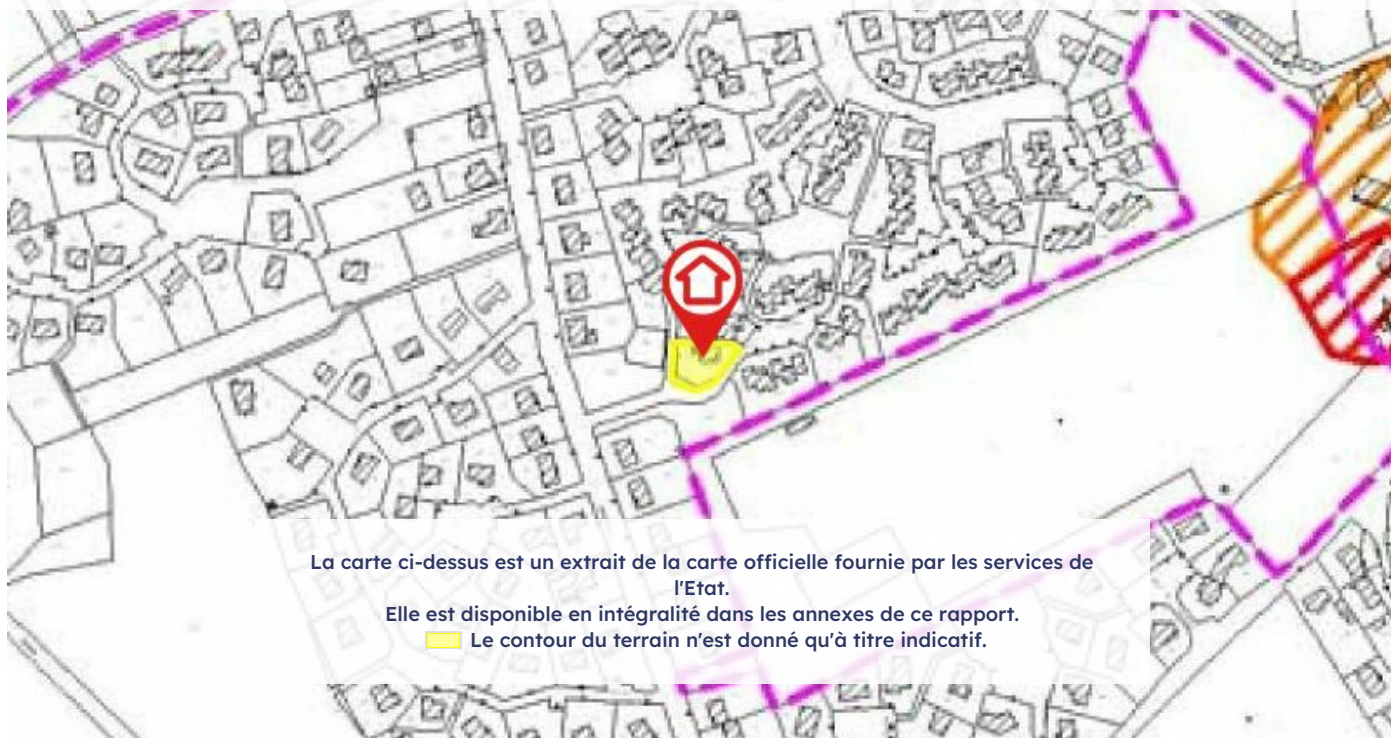 La carte ci-dessus est un extrait de la carte officielle fournie par les services de
l'Etat.
Elle est disponible en intégralité dans les annexes de ce rapport.
Le contour du terrain n'est donné qu'à titre indicatif.